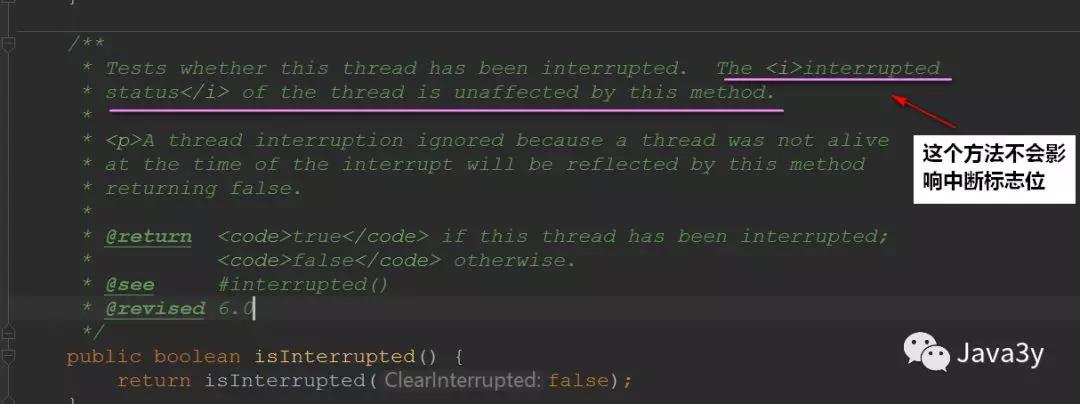 }
/**
* Tests whether this thread has been interrupted.  The <i>interrupted
* status</i> of the thread is unaffected by this method.
*
* <p>A thread interruption ignored because a thread was not alive
* at the time of the interrupt will be reflected by this method
* returning false.
*
* @return  <code>true</code> if this thread has been interrupted;
*          <code>false</code> otherwise.
* @see     #interrupted()
* @revised 6.0
*/
public boolean isInterrupted() {
return isInterrupted( ClearInterrupted: false);
}
这个方法不会影
响中断标志位
Java3y